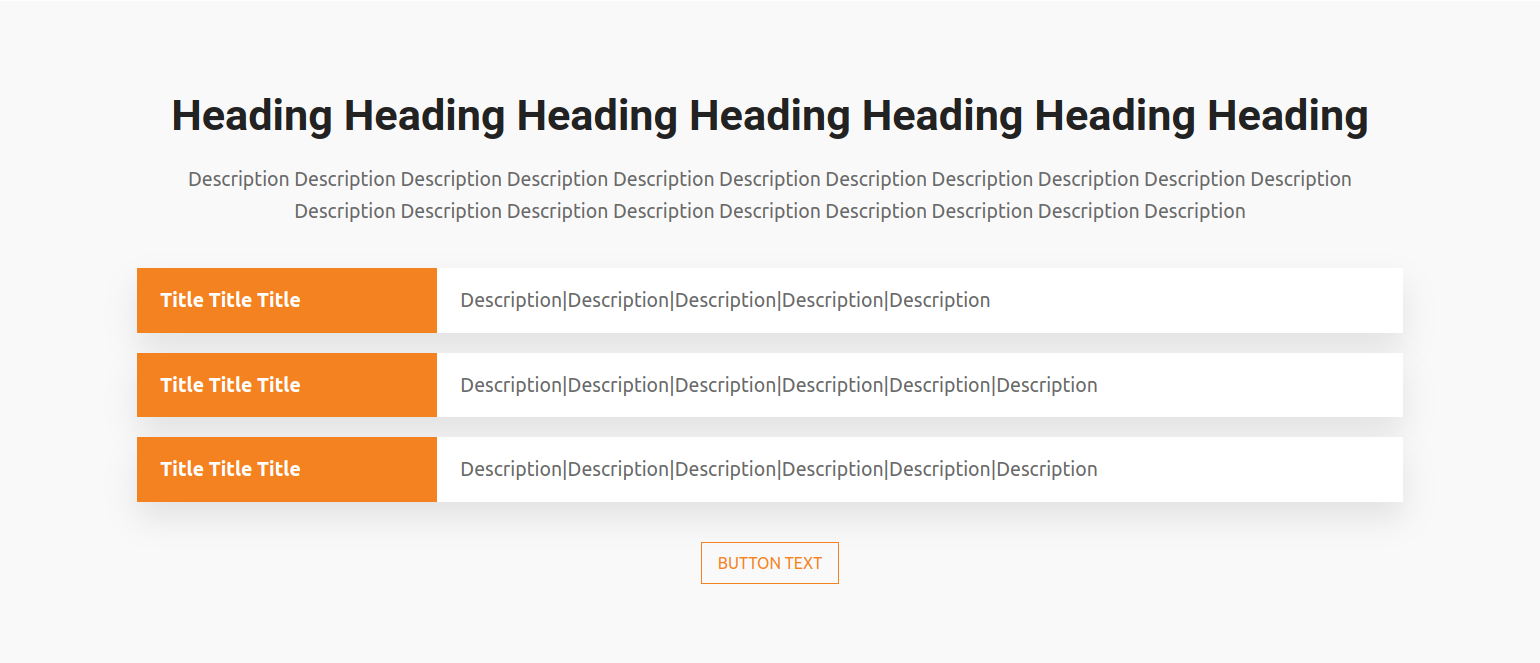 Heading Heading Heading Heading Heading Heading Heading
Description Description Description Description Description Description Description Description Description Description Description
Description Description Description Description Description Description Description Description Description
Title Title Title
Description|Description|Description|Description|Description
Title Title Title
Description|Description|Description|Description|Description|Description
Title Title Title
Description|Description|Description|Description|Description|Description
BUTTON TEXT